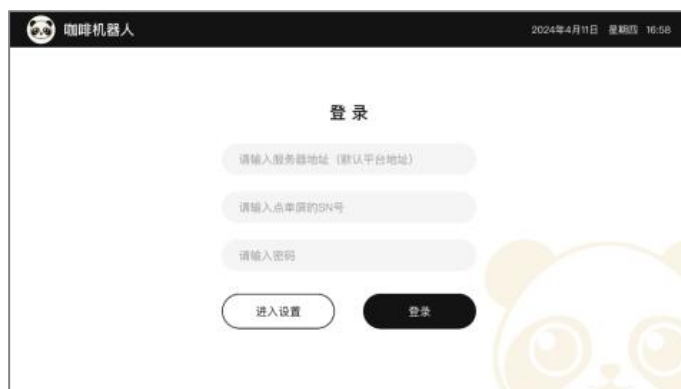 咖啡机器人 2024年4月11日 星期四 16:58
登录
请输入服务器地址（默认平台地址）
请输入点单屏的SN号
请输入密码
进入设置 登录